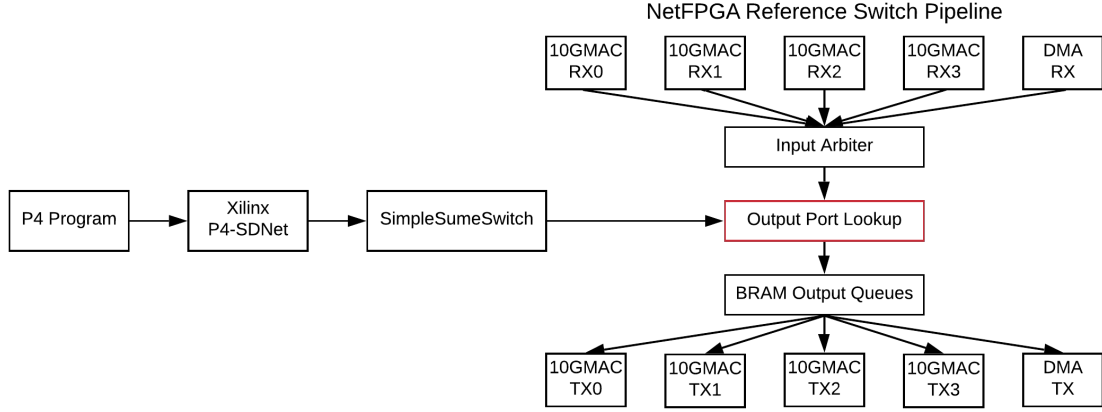 NetFPGA Reference Switch Pipeline
10GMAC
RX0
10GMAC
RX1
10GMAC
RX2
10GMAC
RX3
DMA
RX
Input Arbiter
P4 Program
Xilinx
P4-SDNet
SimpleSumeSwitch
Output Port Lookup
BRAM Output Queues
10GMAC
TX0
10GMAC
TX1
10GMAC
TX2
10GMAC
TX3
DMA
TX